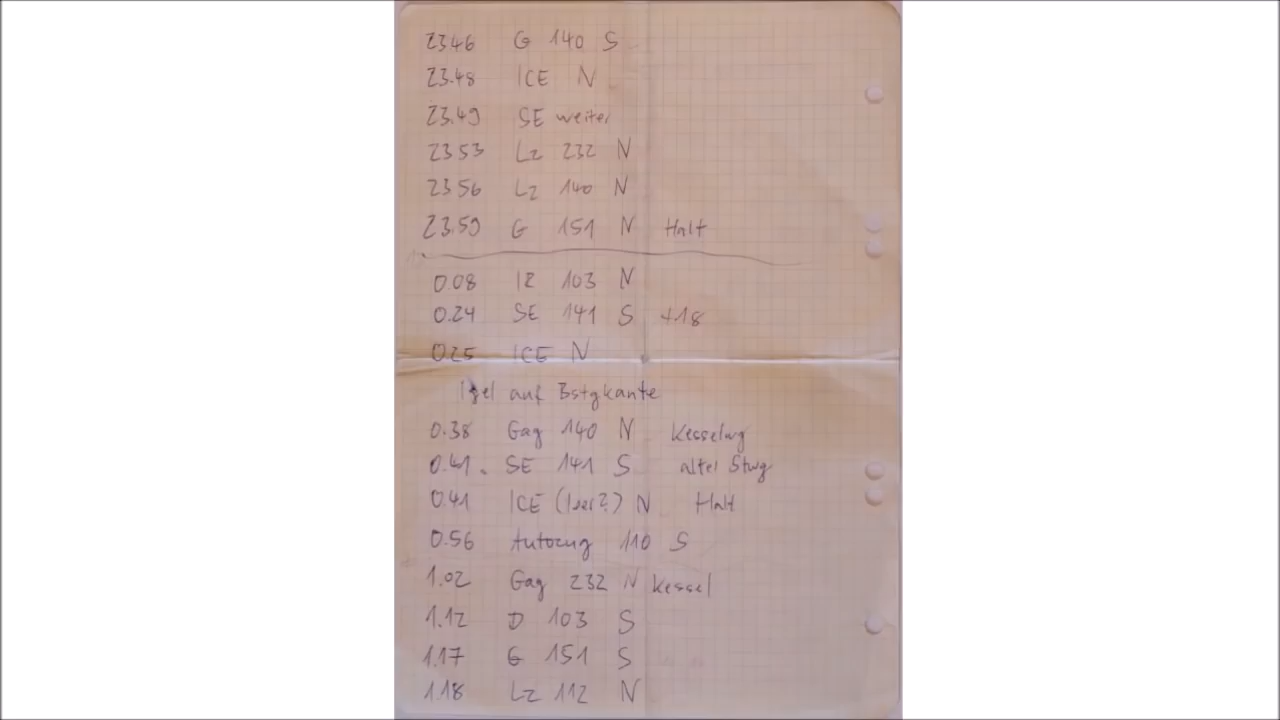 23.46 G 140 S
23.48 ICE N
23.49 SE weiter
23.53 Lz 232 N
23.56 Lz 140 N
23.59 G 151 N Halt
0.08 IR 103 N
0.24 SE 141 S +18
0.25 ICE N
Igel auf Bstgkante
0.38 Gag 140 N Kesselwg
0.41 SE 141 S alter Stwg
0.41 ICE (leer?) N Halt
0.56 Autozug 110 S
1.02 Gag 232 N Kessel
1.12 D 103 S
1.17 G 151 S
1.18 Lz 112 N